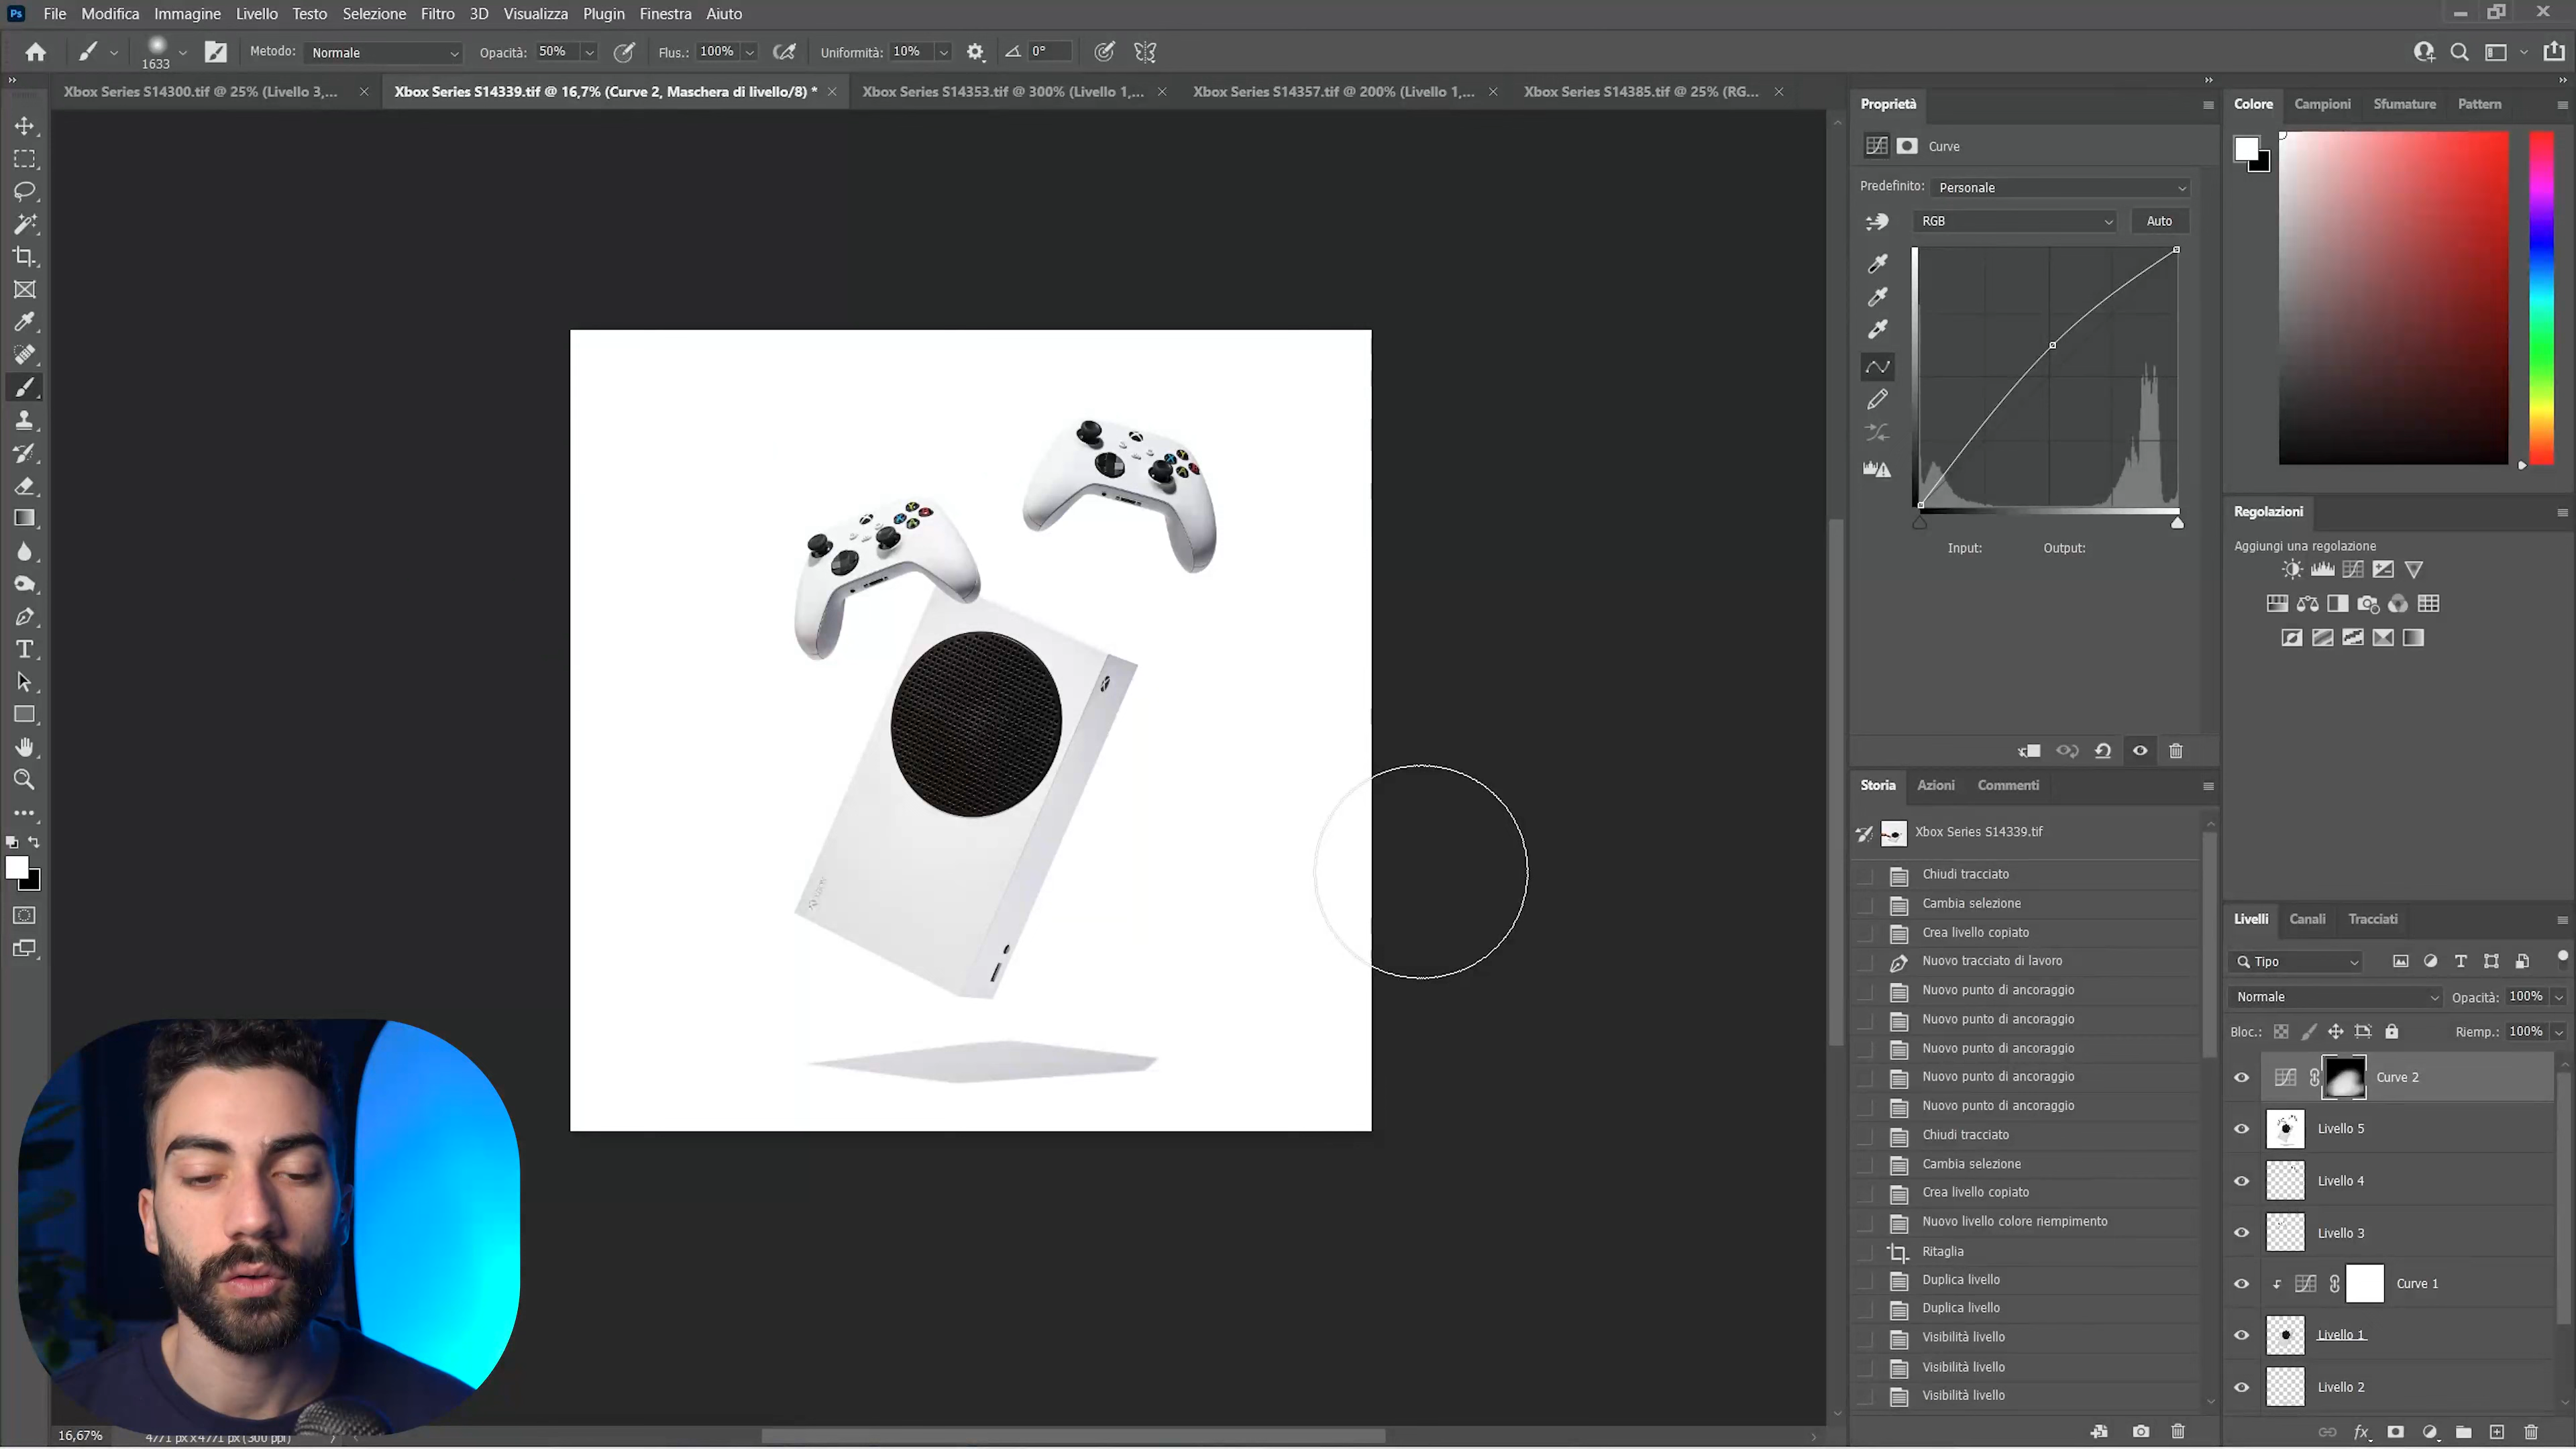 Ps File Modifica Immagine Livello Testo Selezione Filtro 3D Visualizza Plugin Finestra Aiuto
1633 Metodo: Normale Opacità: 50% Flus.: 100% Uniformità: 10% 0°
Xbox Series S14300.tif @ 25% (Livello 3,... Xbox Series S14339.tif @ 16,7% (Curve 2, Maschera di livello/8) * Xbox Series S14353.tif @ 300% (Livello 1,... Xbox Series S14357.tif @ 200% (Livello 1,... Xbox Series S14385.tif @ 25% (RG...
Proprietà
Curve
Predefinito: Personale
RGB Auto
Input: Output:
Colore Campioni Sfumature Pattern
Regolazioni
Aggiungi una regolazione
Storia Azioni Commenti
Xbox Series S14339.tif
Chiudi tracciato
Cambia selezione
Crea livello copiato
Nuovo tracciato di lavoro
Nuovo punto di ancoraggio
Nuovo punto di ancoraggio
Nuovo punto di ancoraggio
Nuovo punto di ancoraggio
Nuovo punto di ancoraggio
Chiudi tracciato
Cambia selezione
Crea livello copiato
Nuovo livello colore riempimento
Ritaglia
Duplica livello
Duplica livello
Visibilità livello
Visibilità livello
Visibilità livello
Livelli Canali Tracciati
Tipo
Normale Opacità: 100%
Bloc.: Riemp.: 100%
Curve 2
Livello 5
Livello 4
Livello 3
Curve 1
Livello 1
Livello 2
fx
16,67% 4771 px x 4771 px (300 ppi)